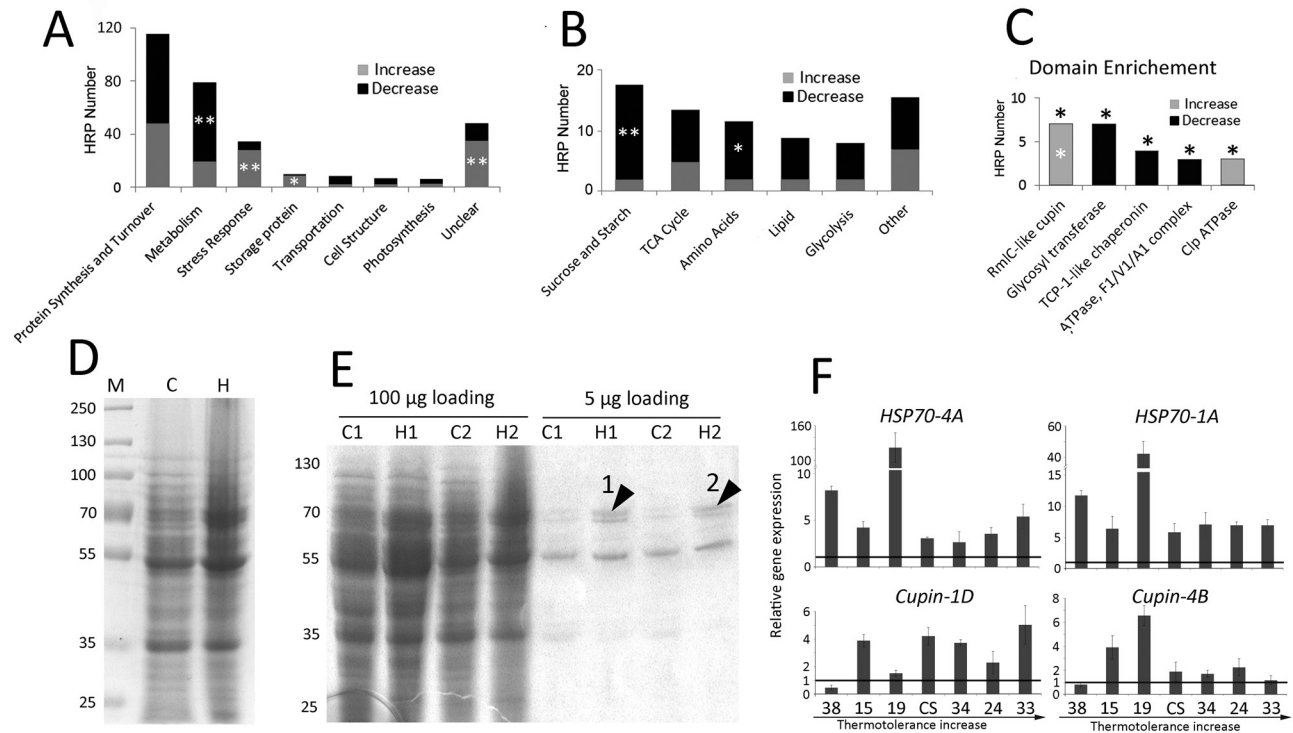 A
HRP Number
120
80
40
0
Increase
Decrease
**
**
*
**
Protein Synthesis and Turnover
Metabolism
Stress Response
Storage protein
Transportation
Cell Structure
Photosynthesis
Unclear
B
HRP Number
20
10
0
Increase
Decrease
**
*
Sucrose and Starch
TCA Cycle
Amino Acids
Lipid
Glycolysis
Other
C
Domain Enrichement
HRP Number
10
5
0
Increase
Decrease
* * * * *
*
RmlC-like cupin
Glycosyl transferase
TCP-1-like chaperonin
ATPase, F1/V1/A1 complex
Clp ATPase
D
M C H
250
130
100
70
55
35
25
E
100 µg loading 5 µg loading
C1 H1 C2 H2 C1 H1 C2 H2
130
70
55
35
25
1 2
F
Relative gene expression
HSP70-4A
160
100
10
5
0
HSP70-1A
60
40
15
10
5
0
Cupin-1D
6
4
2
1
0
38 15 19 CS 34 24 33
Thermotolerance increase
Cupin-4B
8
6
4
2
1
0
38 15 19 CS 34 24 33
Thermotolerance increase